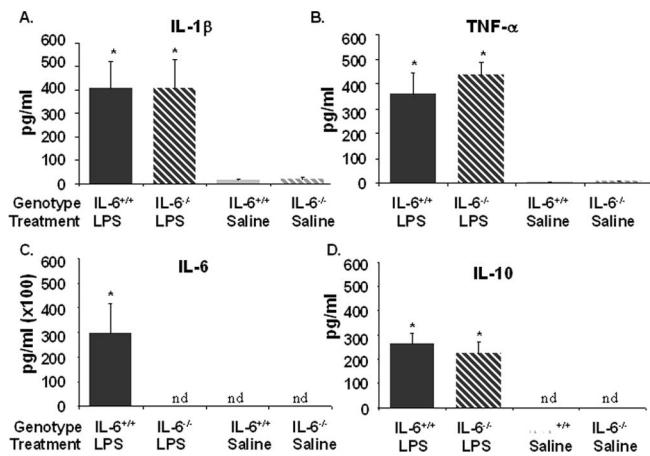 A. IL-1β
600
500
400
300
200
100
0
pg/ml
* *
Genotype IL-6+/+ IL-6-/- IL-6+/+ IL-6-/-
Treatment LPS LPS Saline Saline
B. TNF-α
600
500
400
300
200
100
0
pg/ml
* *
IL-6+/+ IL-6-/- IL-6+/+ IL-6-/-
LPS LPS Saline Saline
C. IL-6
600
500
400
300
200
100
0
pg/ml (x100)
*
nd nd nd
Genotype IL-6+/+ IL-6-/- IL-6+/+ IL-6-/-
Treatment LPS LPS Saline Saline
D. IL-10
600
500
400
300
200
100
0
pg/ml
* *
nd nd
IL-6+/+ IL-6-/- +/+ IL-6-/-
LPS LPS Saline Saline